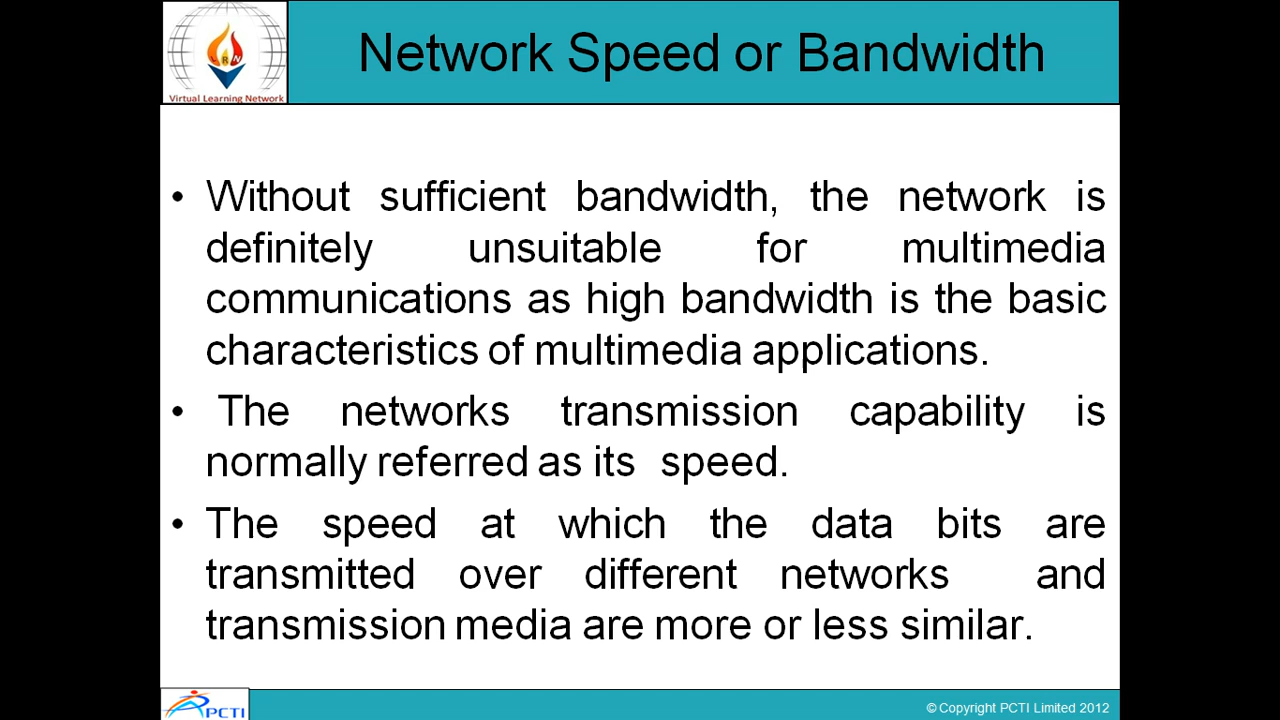 Network Speed or Bandwidth
Virtual Learning Network
• Without sufficient bandwidth, the network is
definitely unsuitable for multimedia
communications as high bandwidth is the basic
characteristics of multimedia applications.
• The networks transmission capability is
normally referred as its speed.
• The speed at which the data bits are
transmitted over different networks and
transmission media are more or less similar.
PCTI
© Copyright PCTI Limited 2012